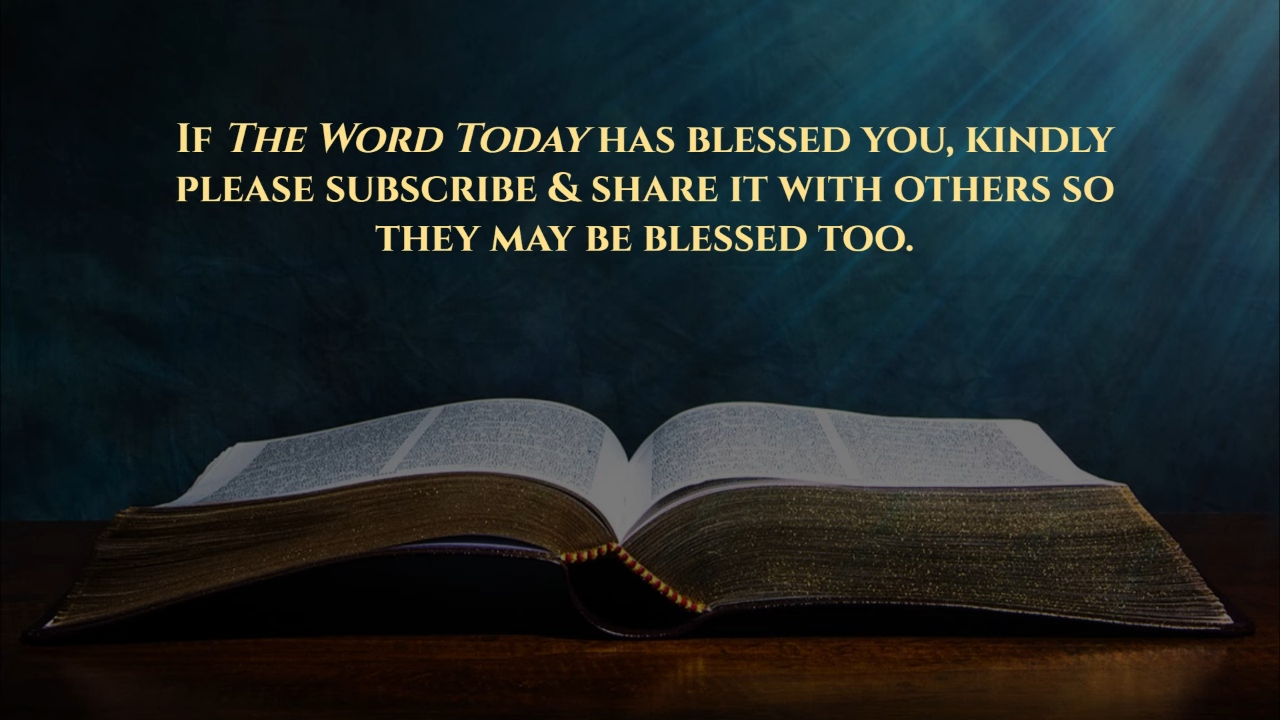 If The Word Today has blessed you, kindly
please subscribe & share it with others so
they may be blessed too.